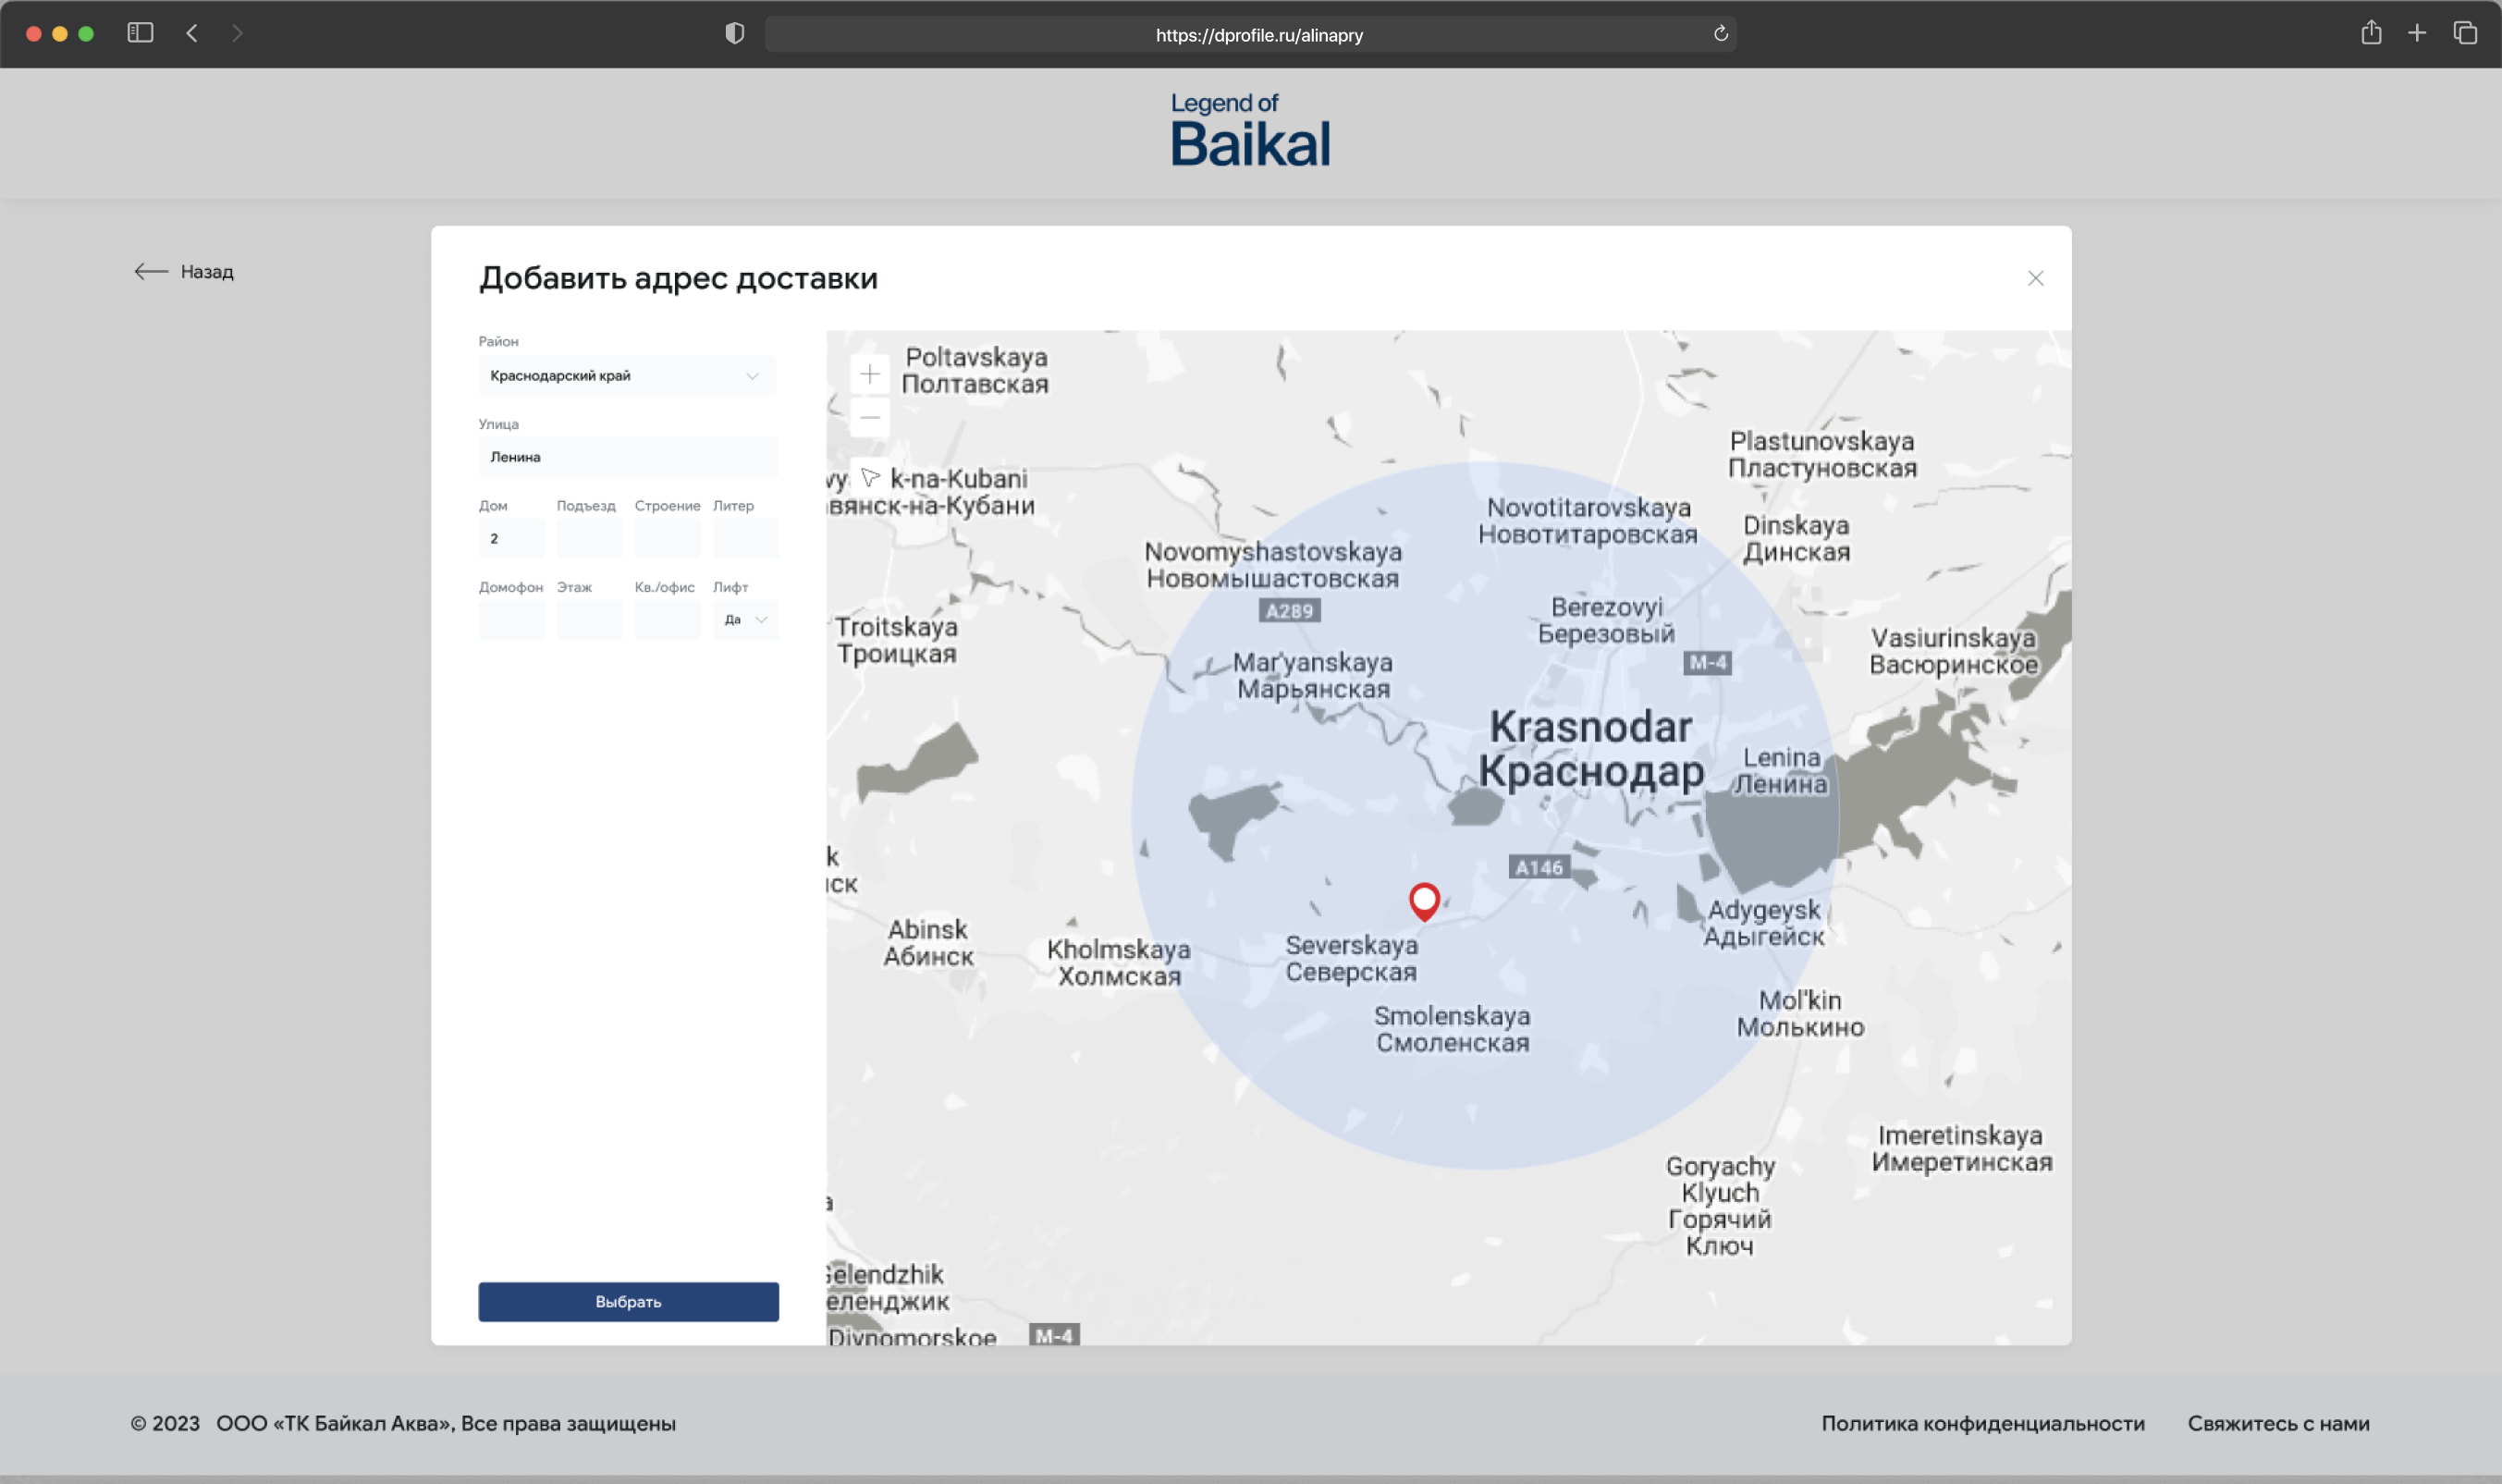 https://dprofile.ru/alinapry
Legend of
Baikal
Назад
Добавить адрес доставки
Район
Краснодарский край
Улица
Ленина
Дом Подъезд Строение Литер
2
Домофон Этаж Кв./офис Лифт
Да
Выбрать
Poltavskaya
Полтавская
k-na-Kubani
вянск-на-Кубани
Plastunovskaya
Пластуновская
Novotitarovskaya
Новотитаровская
Dinskaya
Динская
Novomyshastovskaya
Новомышастовская
A289
Berezovyi
Березовый
Troitskaya
Троицкая
Vasiurinskaya
Васюринское
M-4
Mar'yanskaya
Марьянская
Krasnodar
Краснодар
Lenina
Ленина
A146
Adygeysk
Адыгейск
Abinsk
Абинск
Kholmskaya
Холмская
Severskaya
Северская
Mol'kin
Молькино
Smolenskaya
Смоленская
Imeretinskaya
Имеретинская
Goryachy
Klyuch
Горячий
Ключ
Gelendzhik
еленджик
Divnomorskoe
M-4
© 2023 ООО «ТК Байкал Аква», Все права защищены
Политика конфиденциальности Свяжитесь с нами